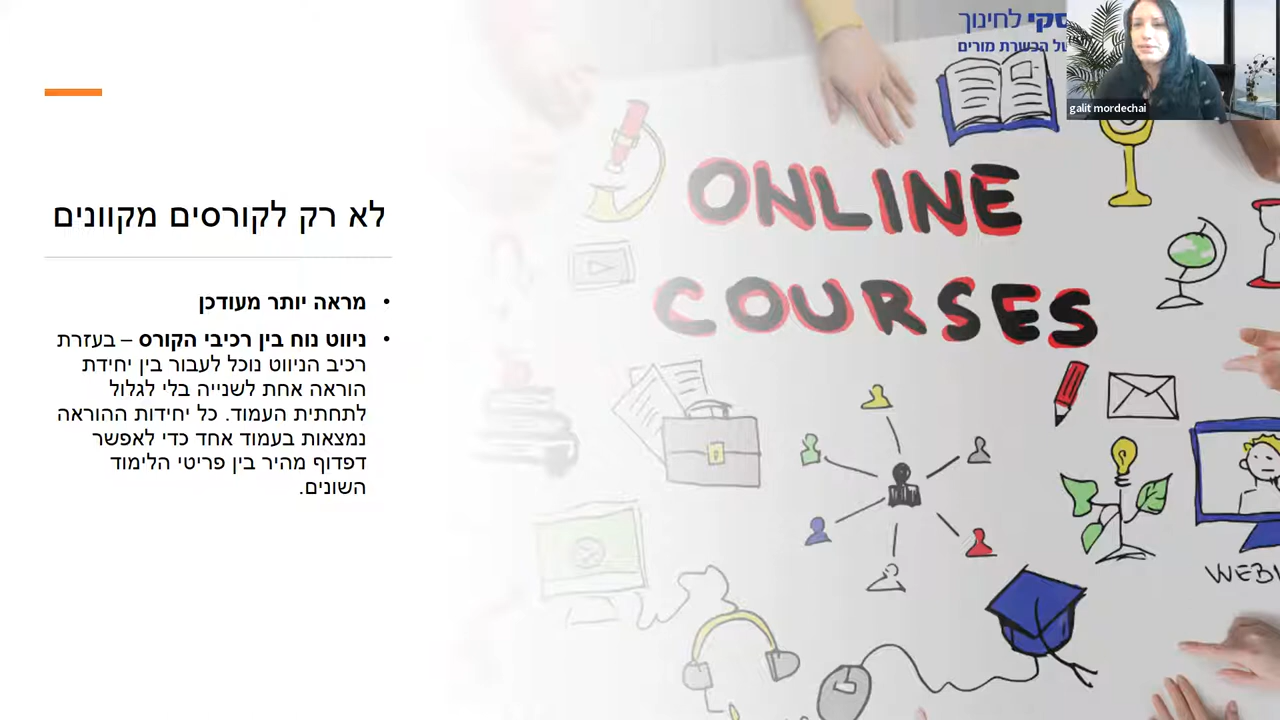 סקי לחינוך
של הכשרת מורים
galit mordechai
לא רק לקורסים מקוונים
• מראה יותר מעודכן
• ניווט נוח בין רכיבי הקורס – בעזרת
רכיב הניווט נוכל לעבור בין יחידת
הוראה אחת לשנייה בלי לגלול
לתחתית העמוד. כל יחידות ההוראה
נמצאות בעמוד אחד כדי לאפשר
דפדוף מהיר בין פריטי הלימוד
השונים.
ONLINE
COURSES